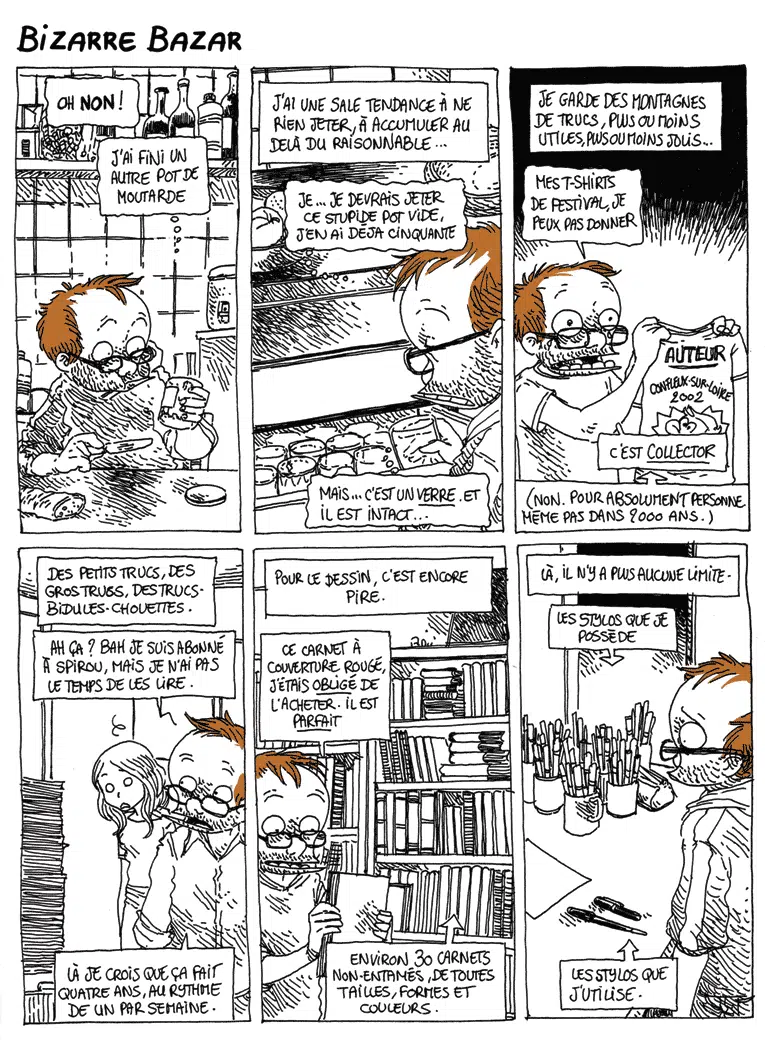 BIZARRE BAZAR
OH NON !
J'AI FINI UN
AUTRE POT DE
MOUTARDE
J'AI UNE SALE TENDANCE À NE
RIEN JETER, À ACCUMULER AU
DELÀ DU RAISONNABLE...
JE... JE DEVRAIS JETER
CE STUPIDE POT VIDE,
J'EN AI DÉJA CINQUANTE
MAIS... C'EST UN VERRE. ET
IL EST INTACT...
JE GARDE DES MONTAGNES
DE TRUCS, PLUS OU MOINS
UTILES, PLUS OU MOINS JOLIS...
MES T-SHIRTS
DE FESTIVAL, JE
PEUX PAS DONNER
AUTEUR
CONFLEUX-SUR-LOIRE
2002
C'EST COLLECTOR
(NON. POUR ABSOLUMENT PERSONNE
MÊME PAS DANS 2000 ANS.)
DES PETITS TRUCS, DES
GROS TRUCS, DES TRUCS-
BIDULES-CHOUETTES.
AH ÇA ? BAH JE SUIS ABONNÉ
À SPIROU, MAIS JE N'AI PAS
LE TEMPS DE LES LIRE.
LÀ JE CROIS QUE ÇA FAIT
QUATRE ANS, AU RYTHME
DE UN PAR SEMAINE.
POUR LE DESSIN, C'EST ENCORE
PIRE.
CE CARNET À
COUVERTURE ROUGE,
J'ÉTAIS OBLIGÉ DE
L'ACHETER. IL EST
PARFAIT
ENVIRON 30 CARNETS
NON-ENTAMÉS, DE TOUTES
TAILLES, FORMES ET
COULEURS.
LÀ, IL N'Y A PLUS AUCUNE LIMITE.
LES STYLOS QUE JE
POSSÈDE
LES STYLOS QUE
J'UTILISE.